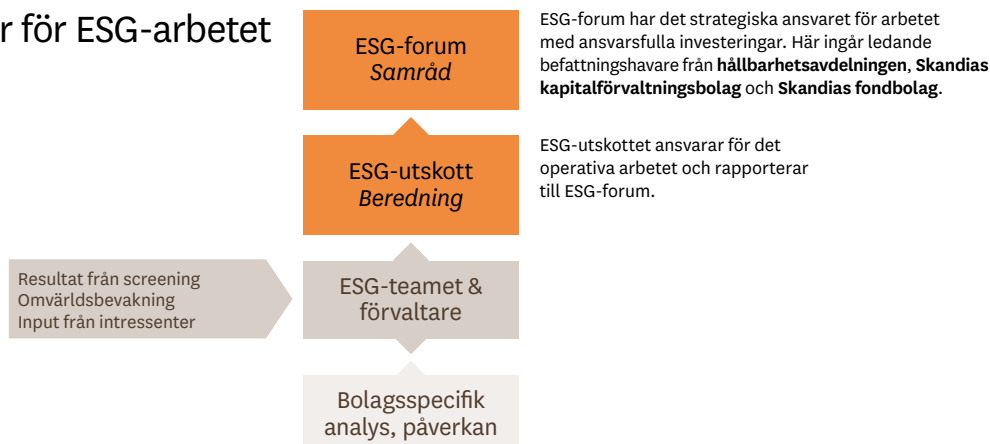 r för ESG-arbetet
ESG-forum
Samråd
ESG-forum har det strategiska ansvaret för arbetet
med ansvarsfulla investeringar. Här ingår ledande
befattningshavare från hållbarhetsavdelningen, Skandias
kapitalförvaltningsbolag och Skandias fondbolag.
ESG-utskott
Beredning
ESG-utskottet ansvarar för det
operativa arbetet och rapporterar
till ESG-forum.
Resultat från screening
Omvärldsbevakning
Input från intressenter
ESG-teamet &
förvaltare
Bolagsspecifik
analys, påverkan